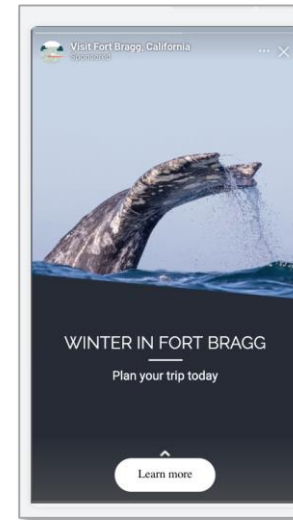 Visit Fort Bragg, California
Sponsored
WINTER IN FORT BRAGG
Plan your trip today
Learn more